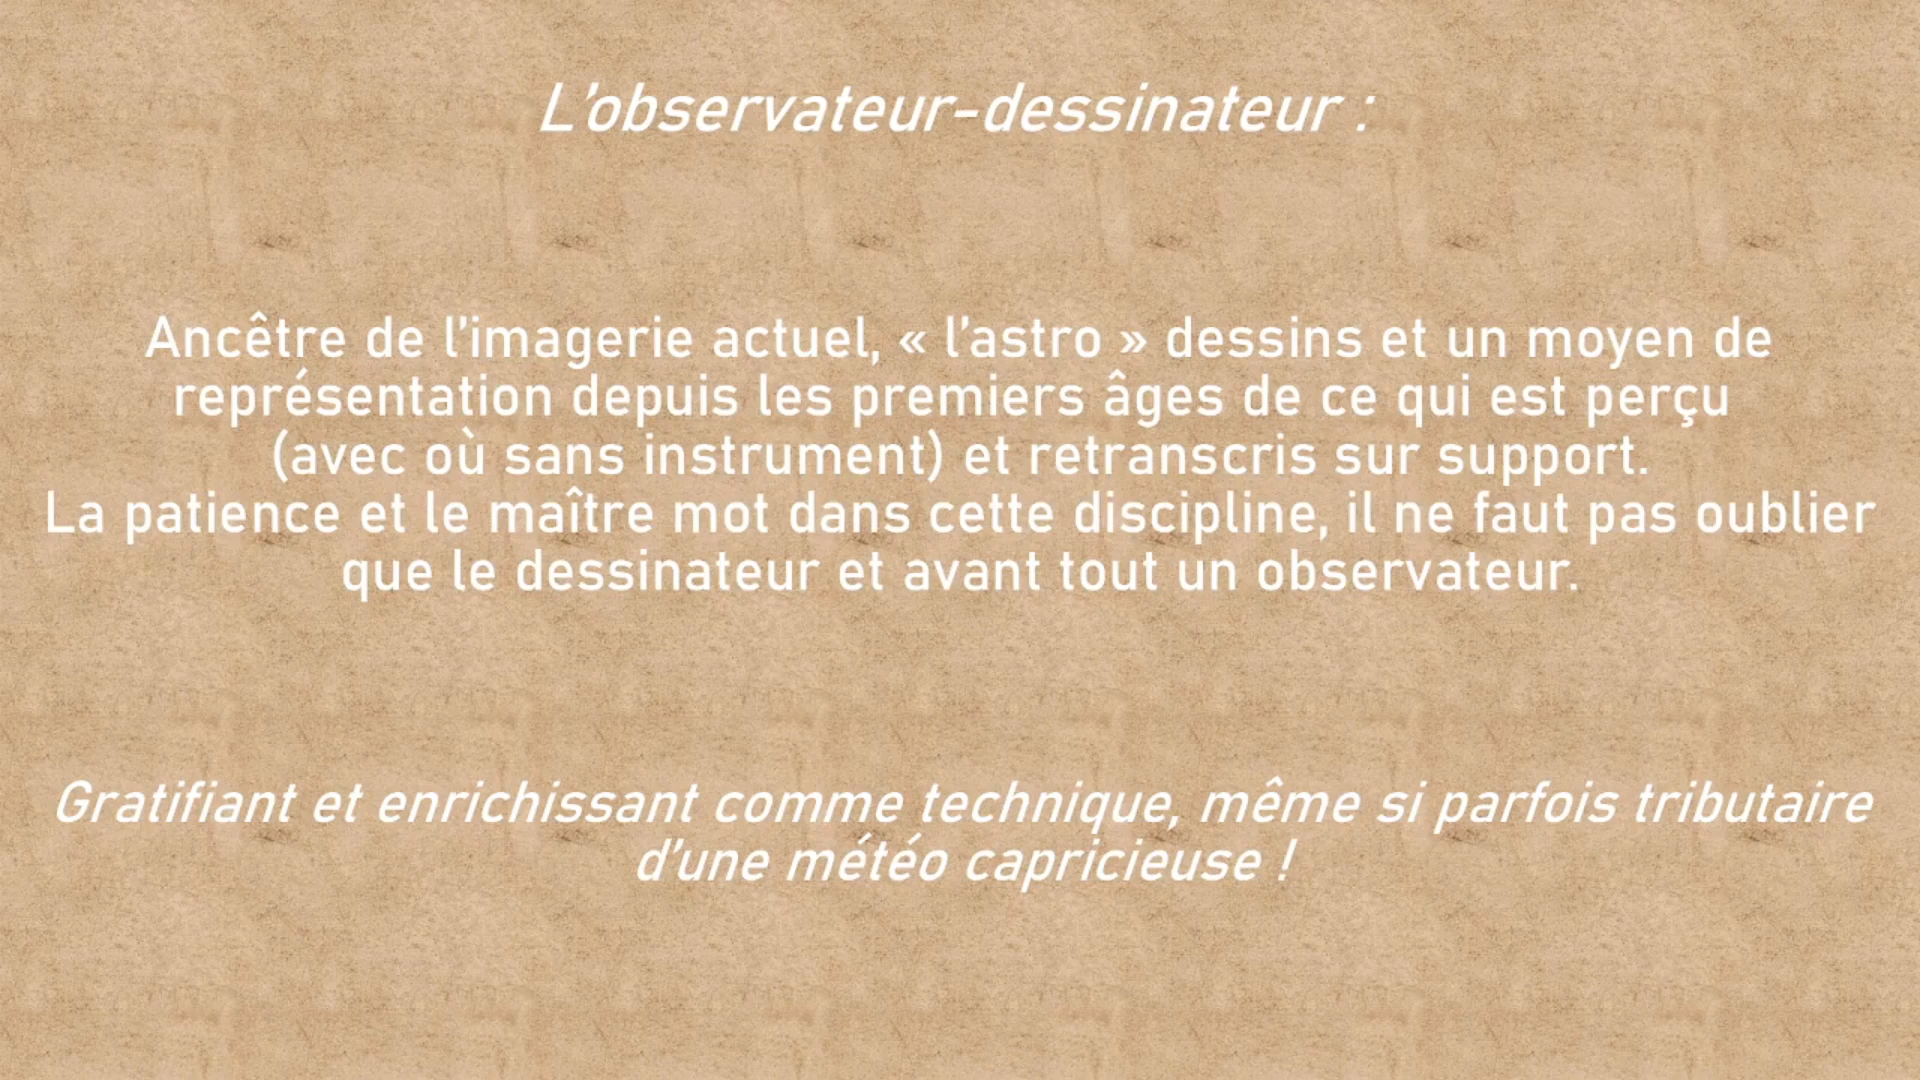 L'observateur-dessinateur :
Ancêtre de l'imagerie actuel, « l'astro » dessins et un moyen de
représentation depuis les premiers âges de ce qui est perçu
(avec où sans instrument) et retranscris sur support.
La patience et le maître mot dans cette discipline, il ne faut pas oublier
que le dessinateur et avant tout un observateur.
Gratifiant et enrichissant comme technique, même si parfois tributaire
d'une météo capricieuse !